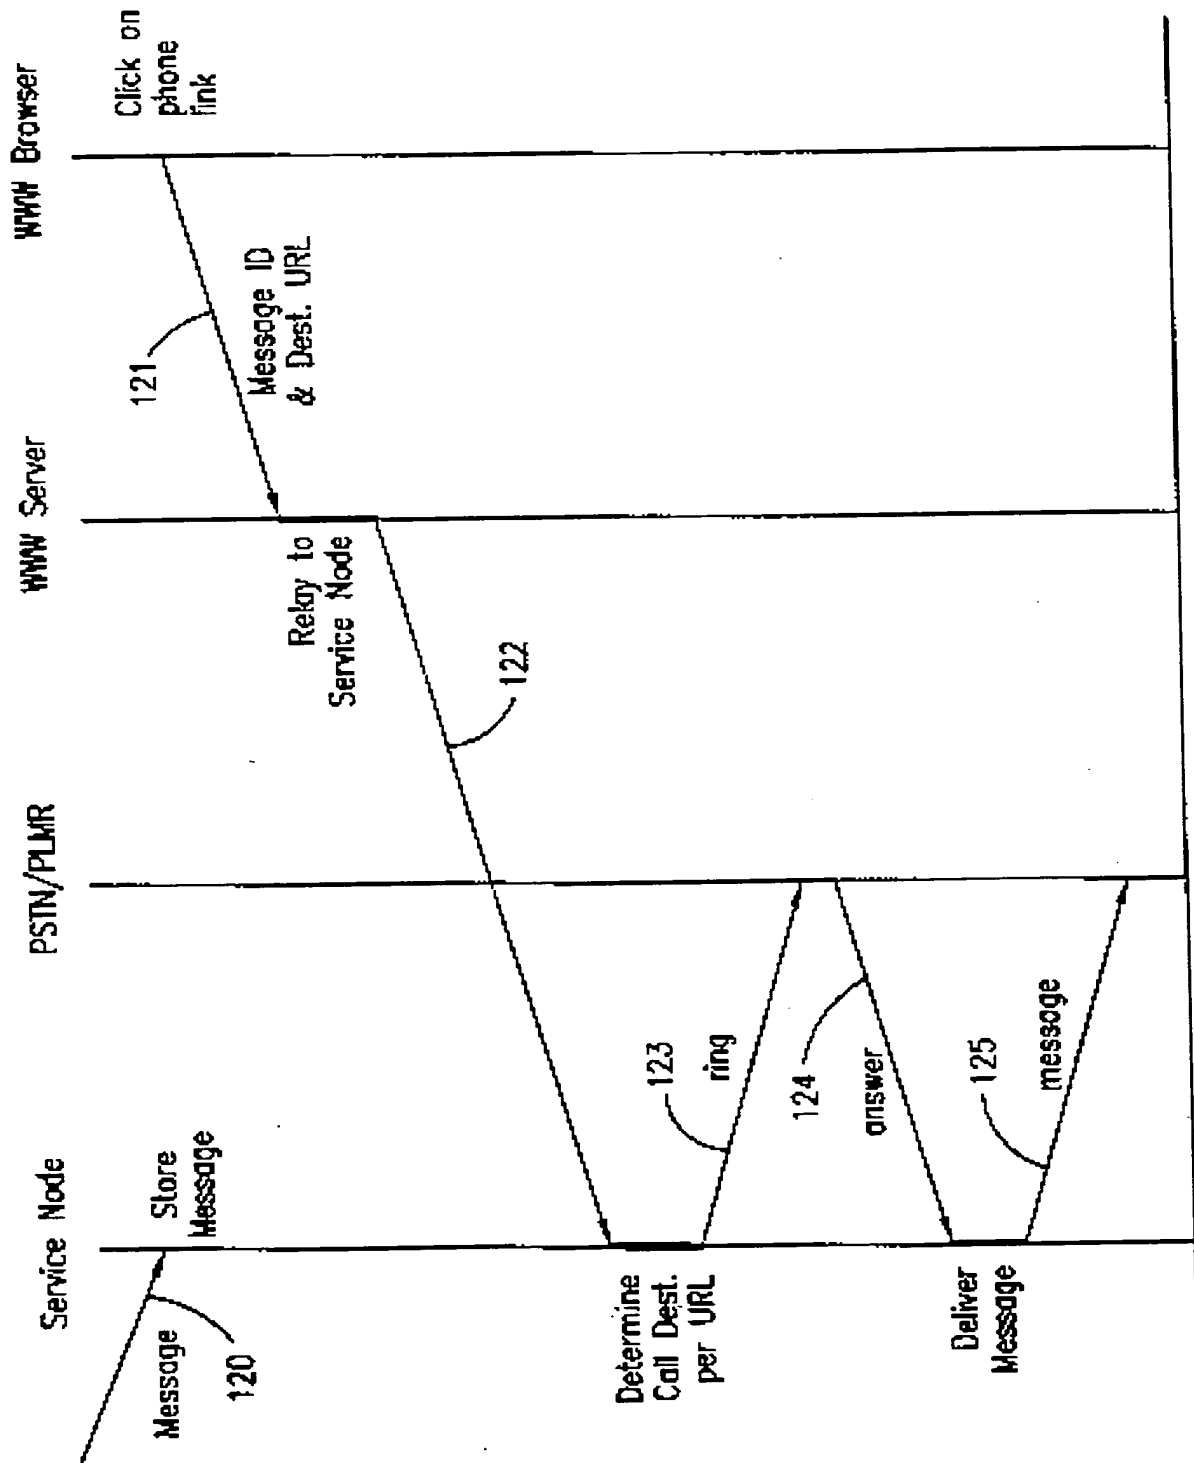 Service Node
PSTN/PLMR
WWW Server
WWW Browser
Message
120
Store
Message
Click on
phone
link
121
Message ID
& Dest. URL
Relay to
Service Node
122
Determine
Call Dest.
per URL
123
ring
124
answer
Deliver
Message
125
message